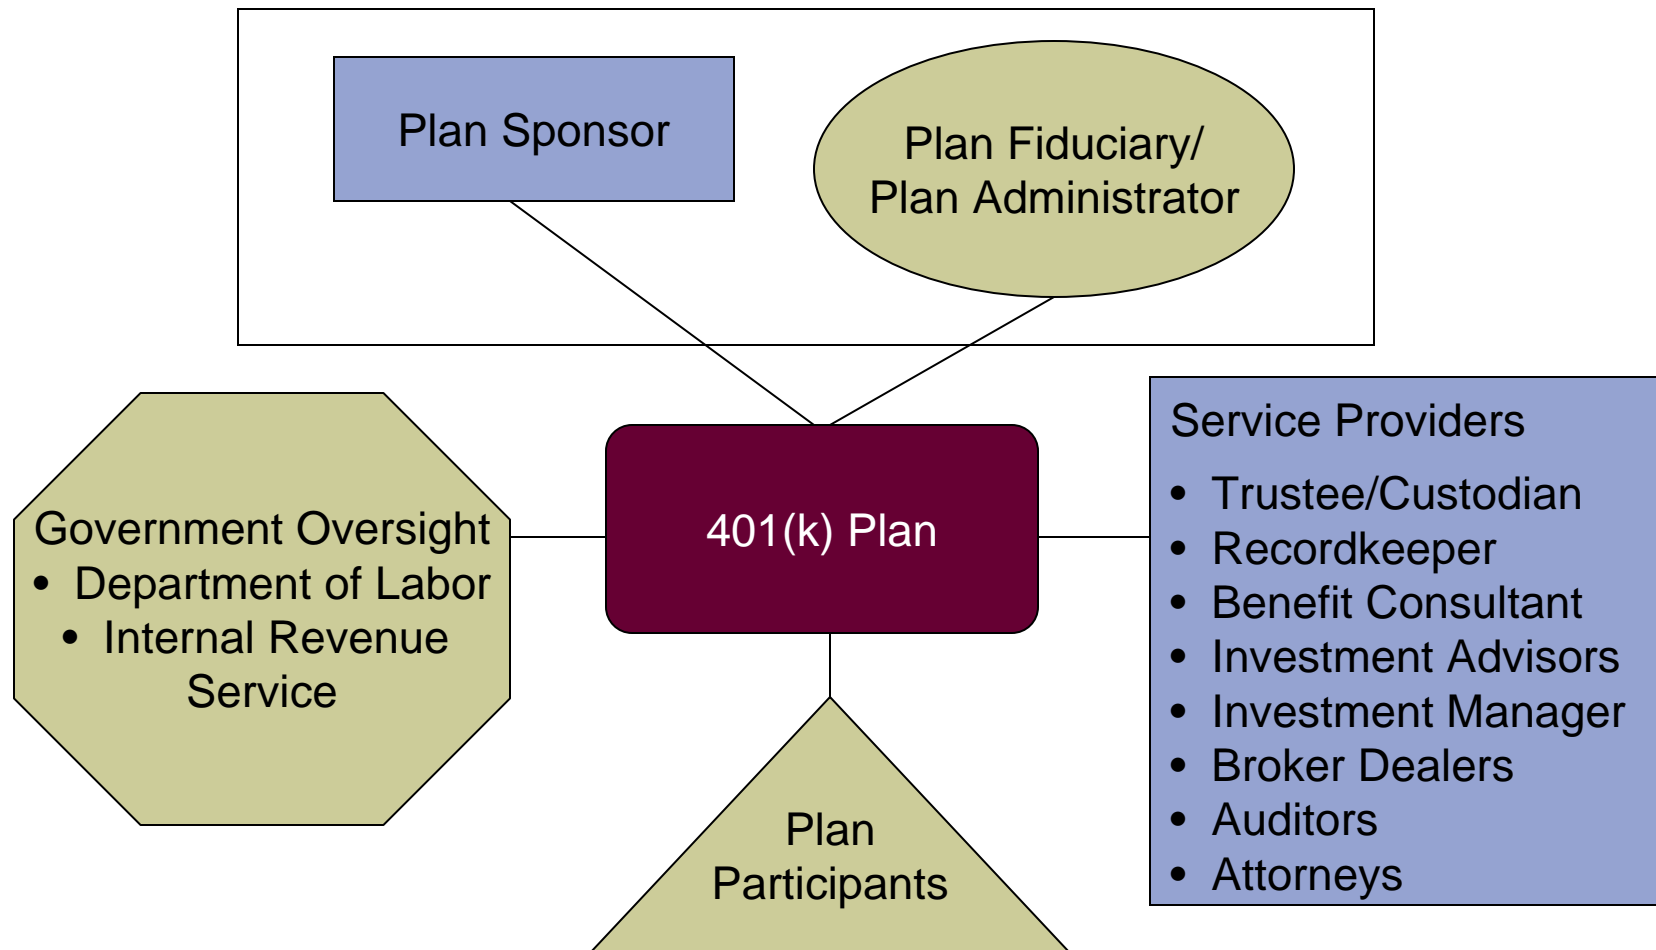 Plan Sponsor
Plan Fiduciary/
Plan Administrator
Government Oversight
• Department of Labor
• Internal Revenue
Service
401(k) Plan
Service Providers
• Trustee/Custodian
• Recordkeeper
• Benefit Consultant
• Investment Advisors
• Investment Manager
• Broker Dealers
• Auditors
• Attorneys
Plan
Participants